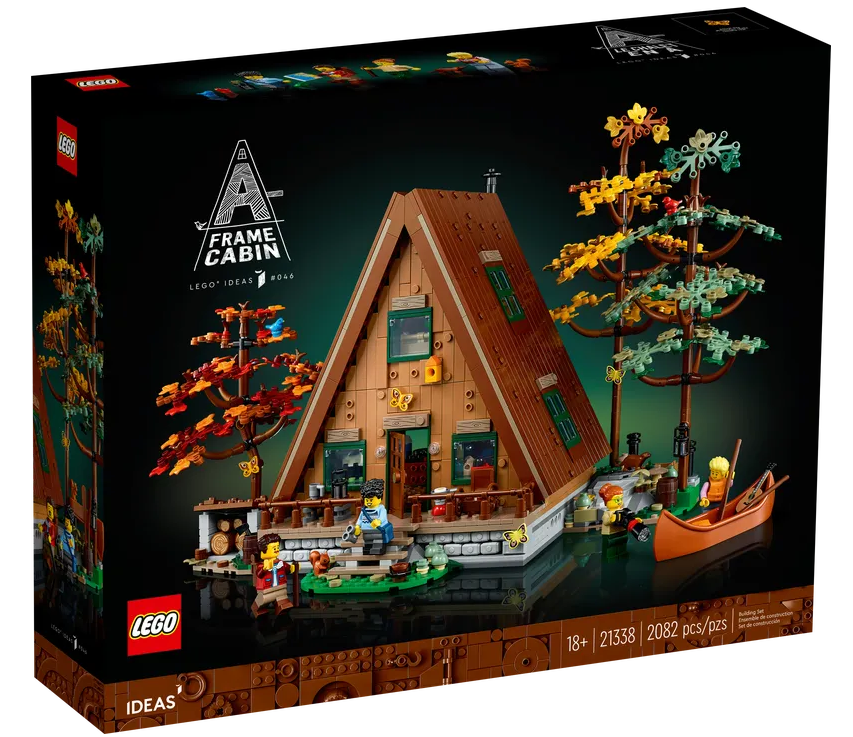 LEGO
LEGO
A
FRAME
CABIN
LEGO® IDEAS #046
LEGO
IDEAS
18+ 21338 2082 pcs/pzs
Building Set
Ensemble de construction
Set de construcción